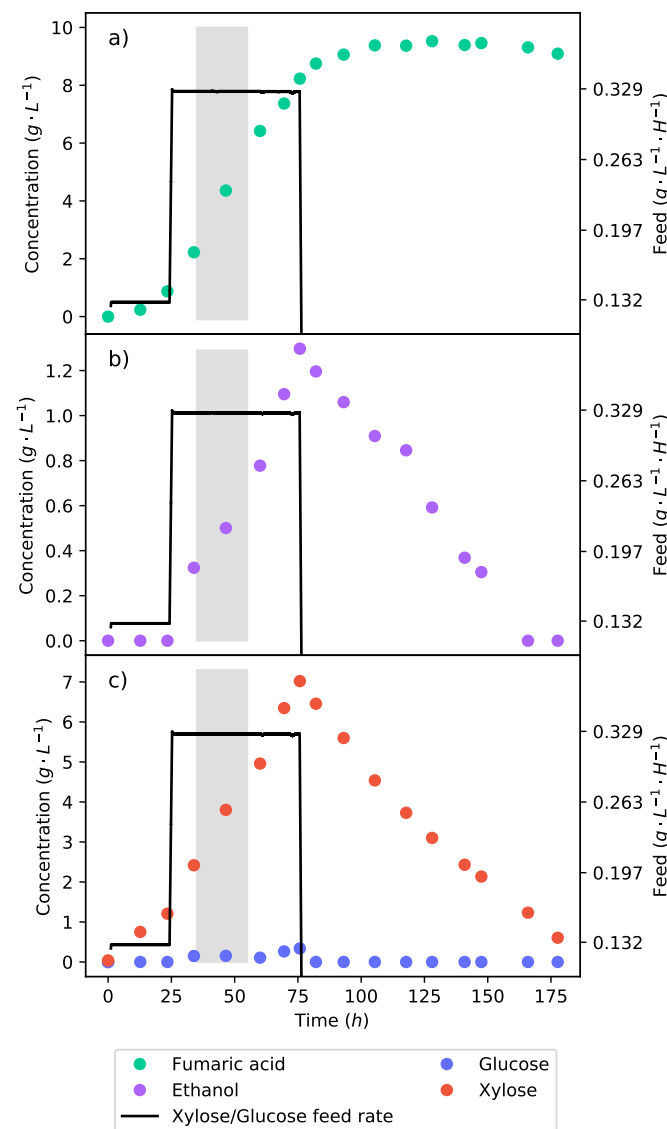 a)
10
8
6
4
2
0
Concentration (g · L⁻¹)
0.329
0.263
0.197
0.132
Feed (g · L⁻¹ · H⁻¹)
b)
1.2
1.0
0.8
0.6
0.4
0.2
0.0
Concentration (g · L⁻¹)
0.329
0.263
0.197
0.132
Feed (g · L⁻¹ · H⁻¹)
c)
7
6
5
4
3
2
1
0
Concentration (g · L⁻¹)
0.329
0.263
0.197
0.132
Feed (g · L⁻¹ · H⁻¹)
0 25 50 75 100 125 150 175
Time (h)
Fumaric acid Glucose
Ethanol Xylose
Xylose/Glucose feed rate